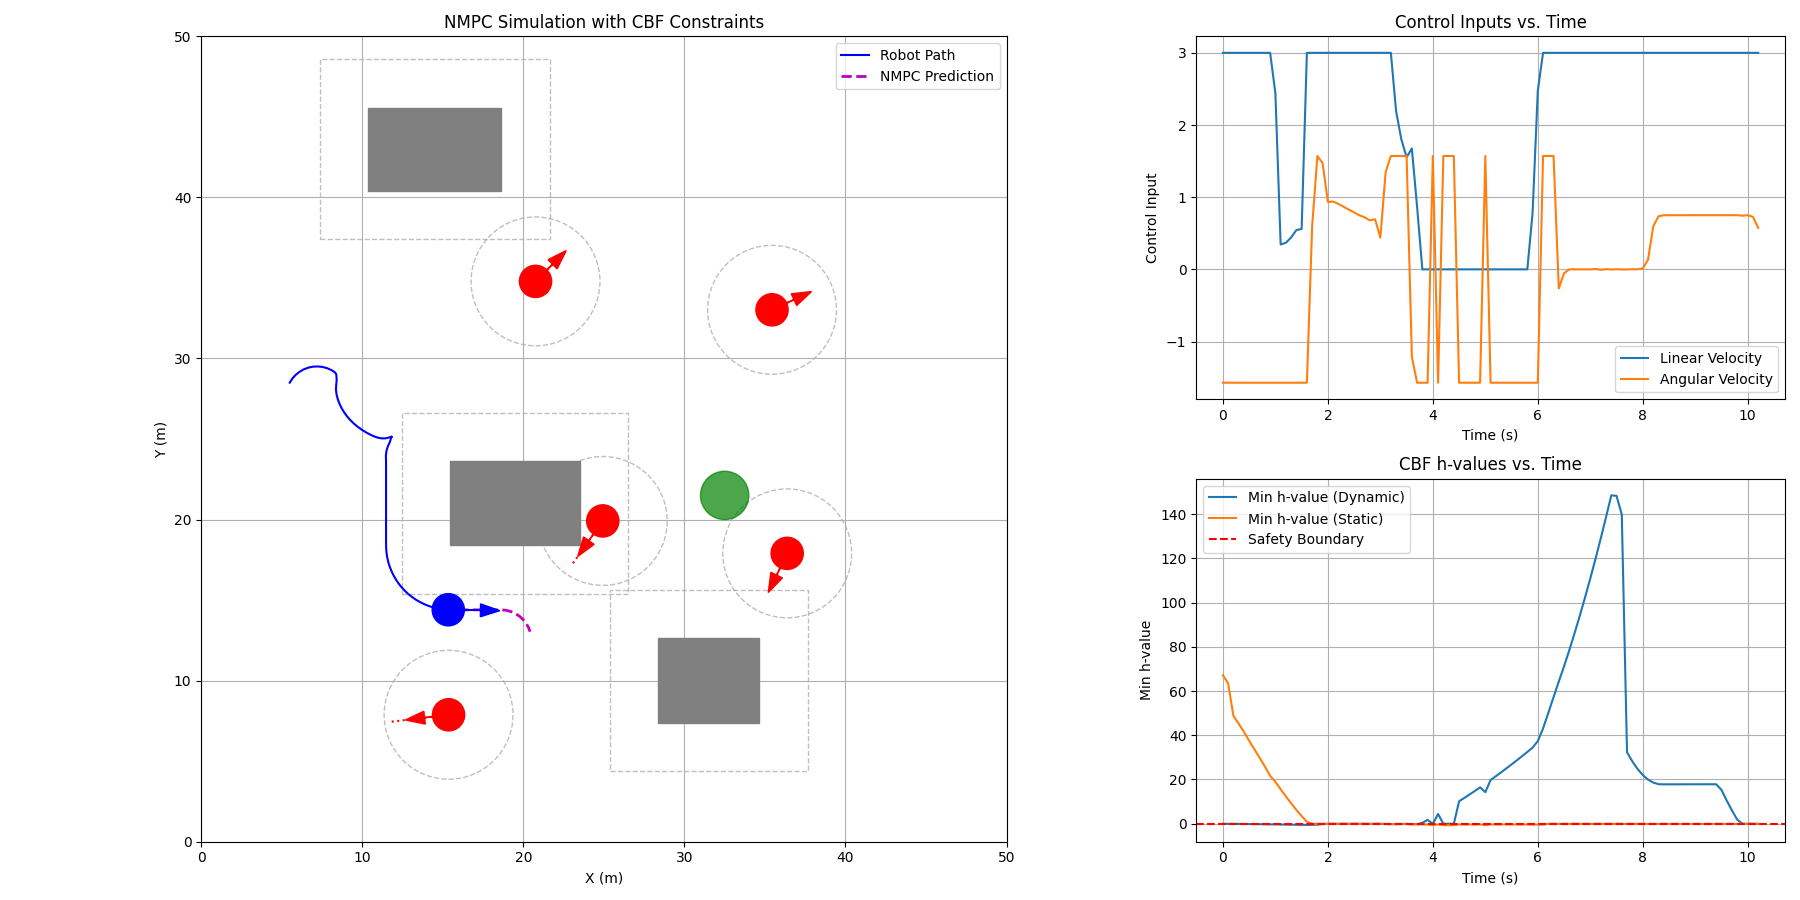 NMPC Simulation with CBF Constraints
50
40
30
20
10
0
0 10 20 30 40 50
Y (m)
X (m)
Robot Path
NMPC Prediction
Control Inputs vs. Time
3
2
1
0
−1
0 2 4 6 8 10
Control Input
Time (s)
Linear Velocity
Angular Velocity
CBF h-values vs. Time
140
120
100
80
60
40
20
0
0 2 4 6 8 10
Min h-value
Time (s)
Min h-value (Dynamic)
Min h-value (Static)
Safety Boundary